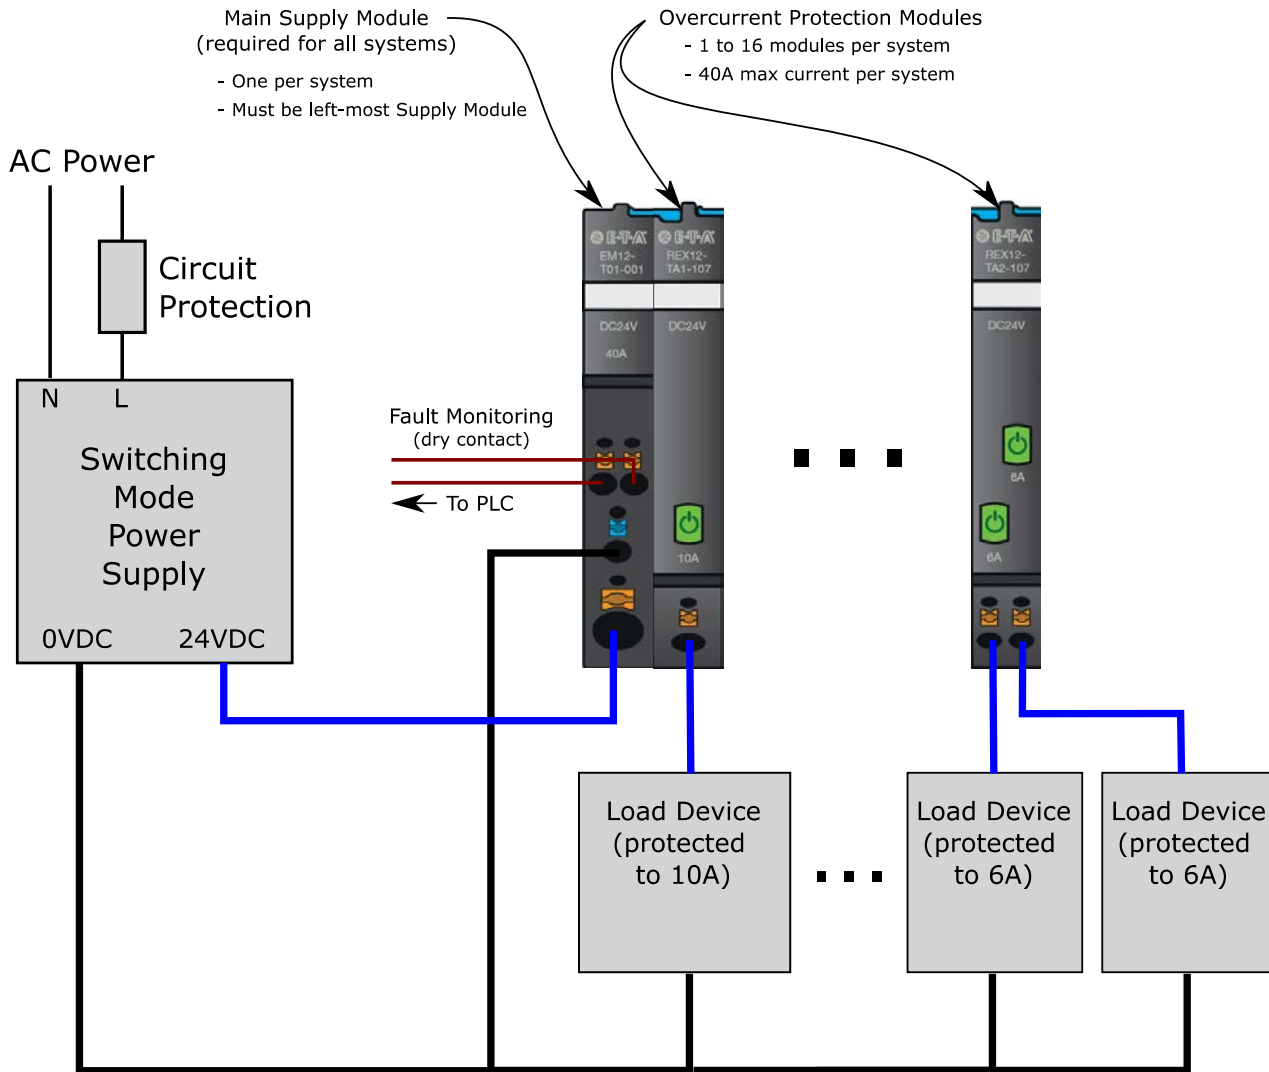 Main Supply Module
(required for all systems)
- One per system
- Must be left-most Supply Module
Overcurrent Protection Modules
- 1 to 16 modules per system
- 40A max current per system
AC Power
Circuit
Protection
N L
Switching
Mode
Power
Supply
0VDC 24VDC
Fault Monitoring
(dry contact)
To PLC
E-T-A
EM12-
T01-001
DC24V
40A
E-T-A
REX12-
TA1-107
DC24V
10A
E-T-A
REX12-
TA2-107
DC24V
6A
6A
Load Device
(protected
to 10A)
Load Device
(protected
to 6A)
Load Device
(protected
to 6A)